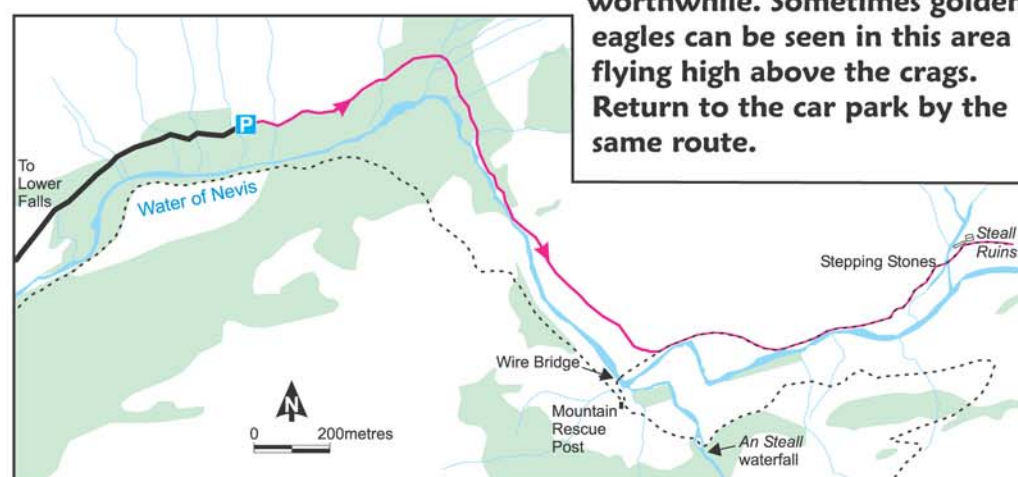 worthwhile. Sometimes golden
eagles can be seen in this area
flying high above the crags.
Return to the car park by the
same route.
P
To
Lower
Falls
Water of Nevis
Steall
Ruins
Stepping Stones
Wire Bridge
Mountain
Rescue
Post
An Steall
waterfall
N
0 200metres